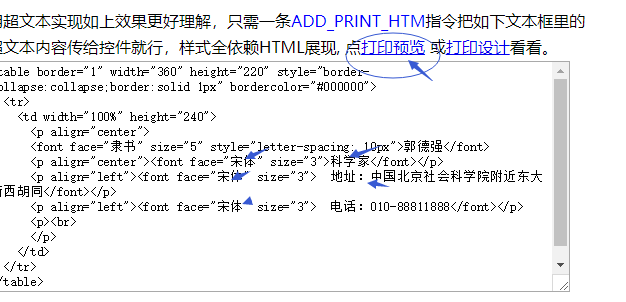 用超文本实现如上效果更好理解，只需一条ADD_PRINT_HTM指令把如下文本框里的
超文本内容传给控件就行，样式全依赖HTML展现, 点打印预览 或打印设计看看。
table border="1" width="360" height="220" style="border-
ollapse:collapse;border:solid 1px" bordercolor="#000000">
<tr>
<td width="100%" height="240">
<p align="center">
<font face="隶书" size="5" style="letter-spacing: 10px">郭德强</font>
<p align="center"><font face="宋体" size="3">科学家</font></p>
<p align="left"><font face="宋体" size="3"> 地址：中国北京社会科学院附近东大
街西胡同</font></p>
<p align="left"><font face="宋体" size="3"> 电话：010-88811888</font></p>
<p><br>
</p>
</td>
</tr>
/table>